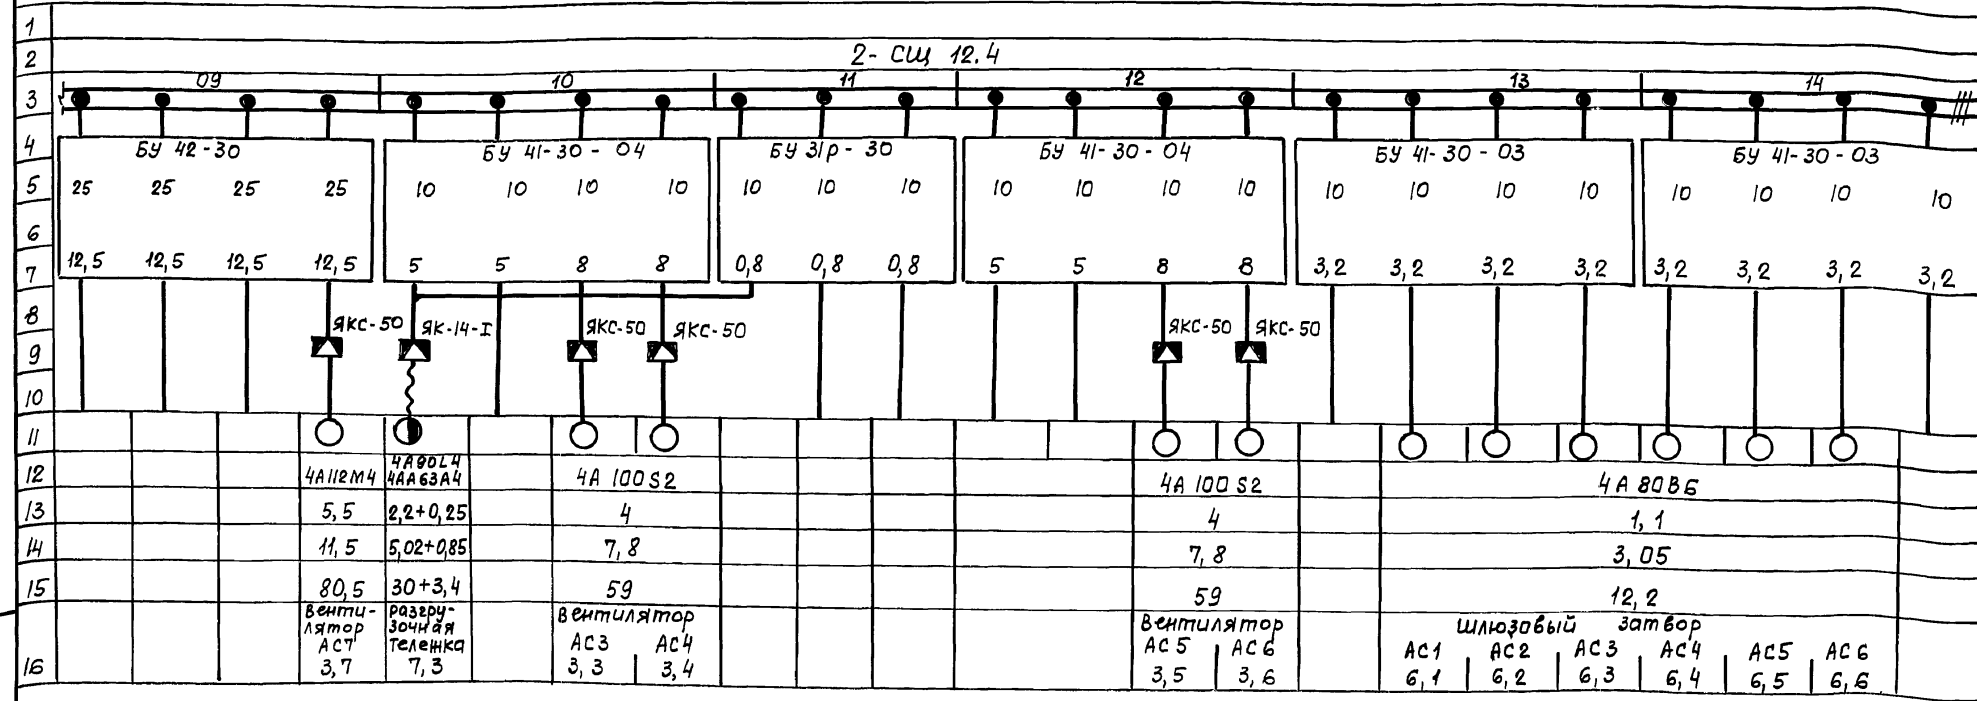 1
2
2- СЩ 12.4
3
09 10 11 12 13 14
4
БУ 42-30 БУ 41-30-04 БУ 31р-30 БУ 41-30-04 БУ 41-30-03 БУ 41-30-03
5
25 25 25 25 10 10 10 10 10 10 10 10 10 10 10 10 10 10 10 10 10 10 10
6
7
12,5 12,5 12,5 12,5 5 5 8 8 0,8 0,8 0,8 5 5 8 8 3,2 3,2 3,2 3,2 3,2 3,2 3,2 3,2
8
ЯКС-50 ЯК-14-I ЯКС-50 ЯКС-50 ЯКС-50 ЯКС-50
9
10
11
12
4А112М4 4А90L4 4А 100S2 4А 100 S2 4А 80В6
4АА63А4
13
5,5 2,2+0,25 4 4 1,1
14
11,5 5,02+0,85 7,8 7,8 3,05
15
80,5 30+3,4 59 59 12,2
16
Венти-
лятор
АС7
3,7
разгру-
зочная
тележка
7,3
Вентилятор
АС3 АС4
3,3 3,4
Вентилятор
АС5 АС6
3,5 3,6
Шлюзовый затвор
АС1 АС2 АС3 АС4 АС5 АС6
6,1 6,2 6,3 6,4 6,5 6,6